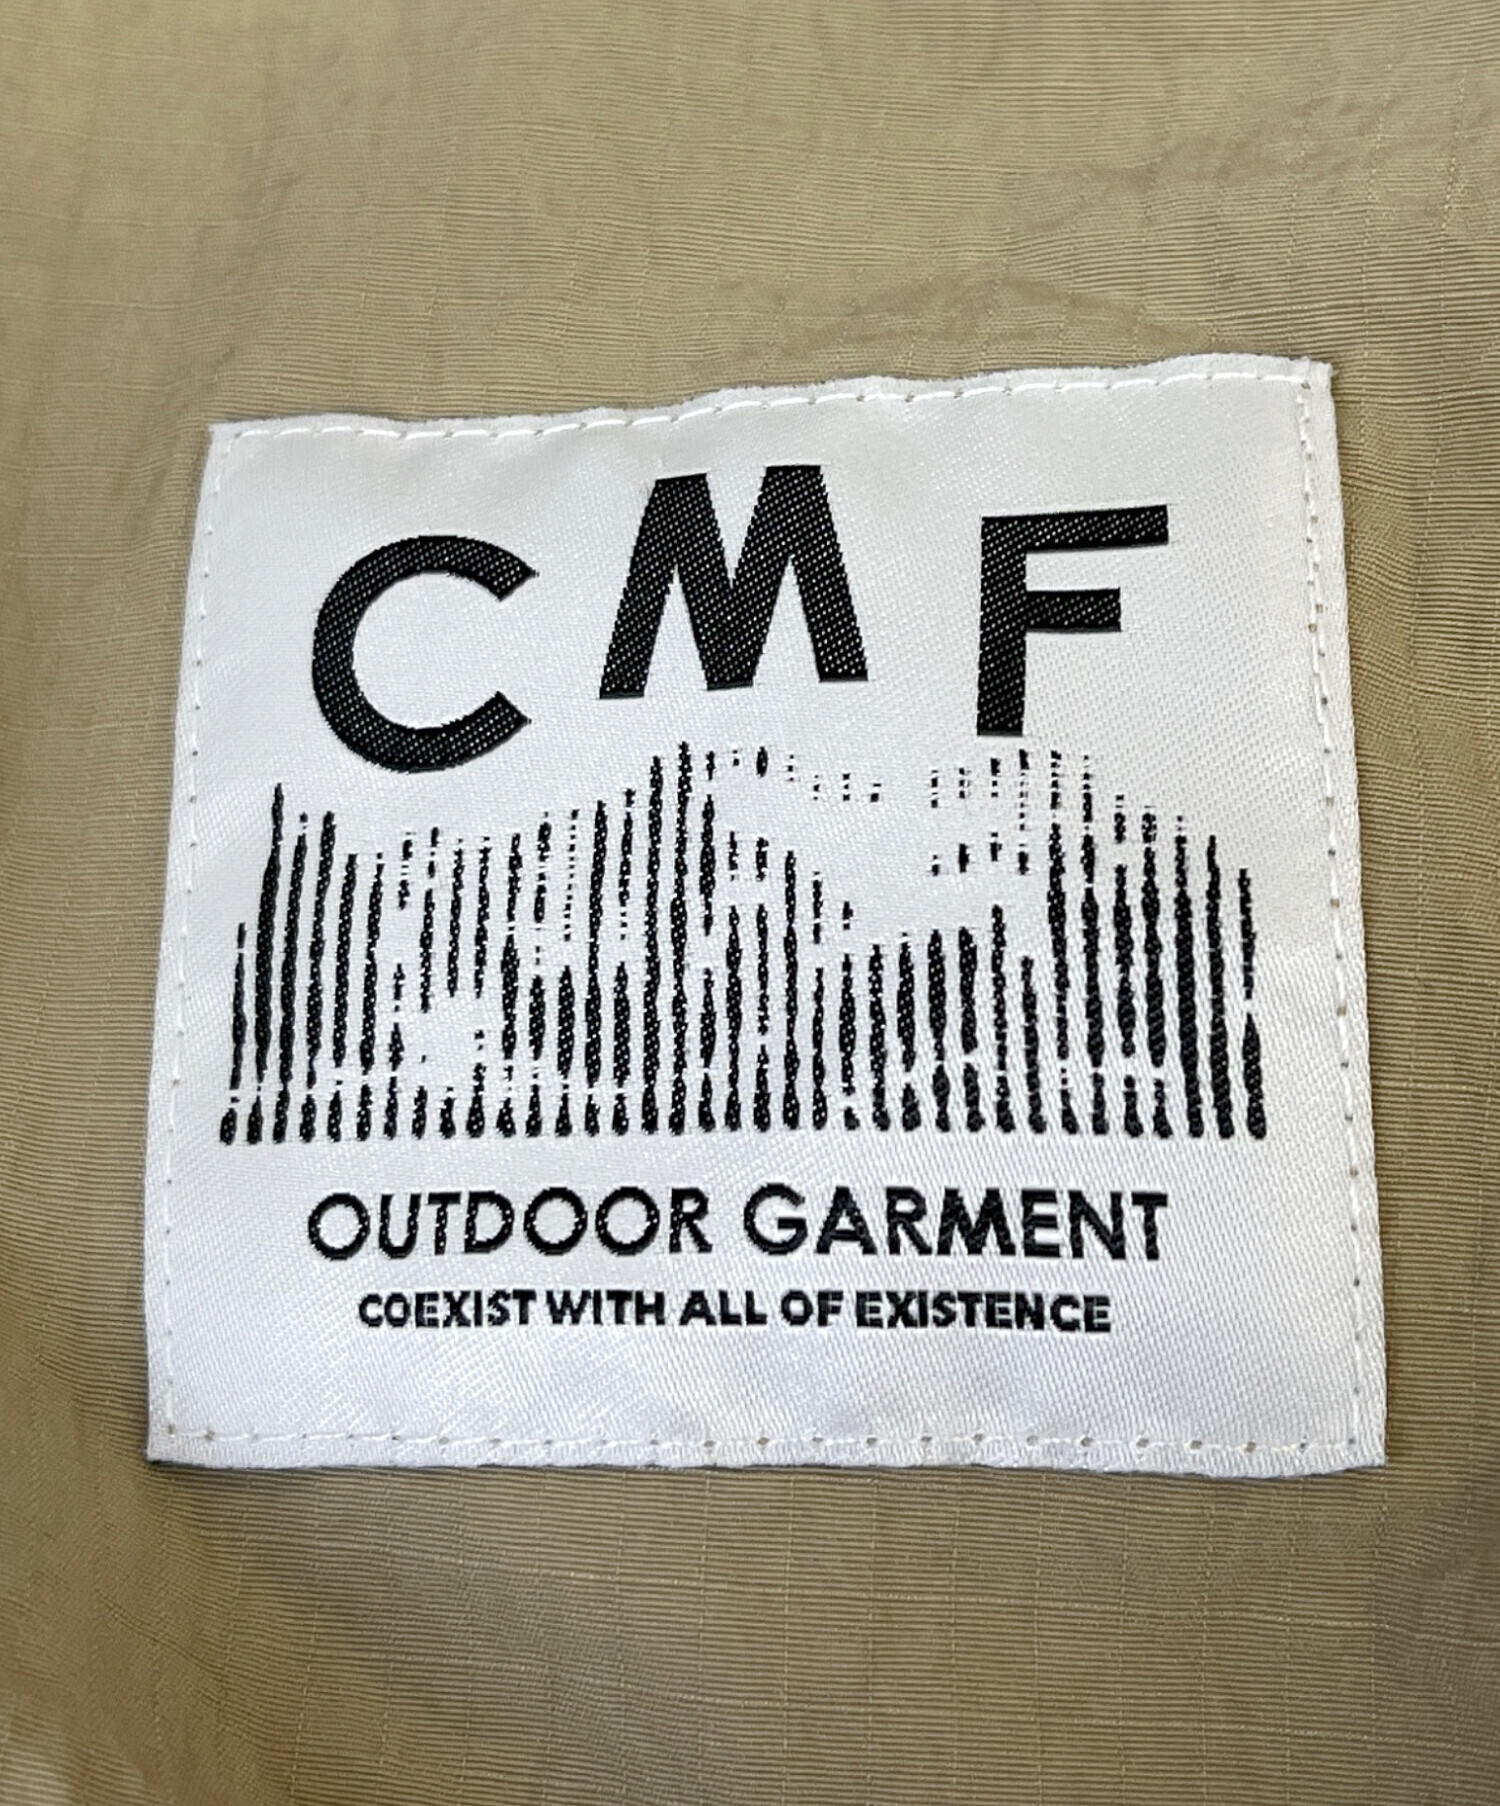 CMF
OUTDOOR GARMENT
COEXIST WITH ALL OF EXISTENCE